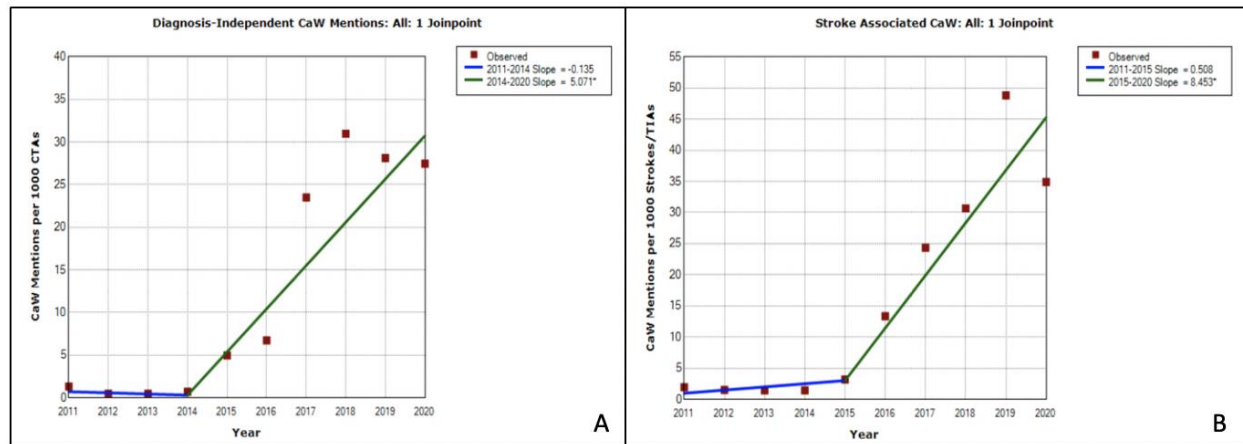 Diagnosis-Independent CaW Mentions: All: 1 Joinpoint
Observed
2011-2014 Slope = -0.135
2014-2020 Slope = 5.071*
CaW Mentions per 1000 CTAs
40
35
30
25
20
15
10
5
0
2011 2012 2013 2014 2015 2016 2017 2018 2019 2020
Year
A
Stroke Associated CaW: All: 1 Joinpoint
Observed
2011-2015 Slope = 0.508
2015-2020 Slope = 8.453*
CaW Mentions per 1000 Strokes/TIAs
55
50
45
40
35
30
25
20
15
10
5
0
2011 2012 2013 2014 2015 2016 2017 2018 2019 2020
Year
B